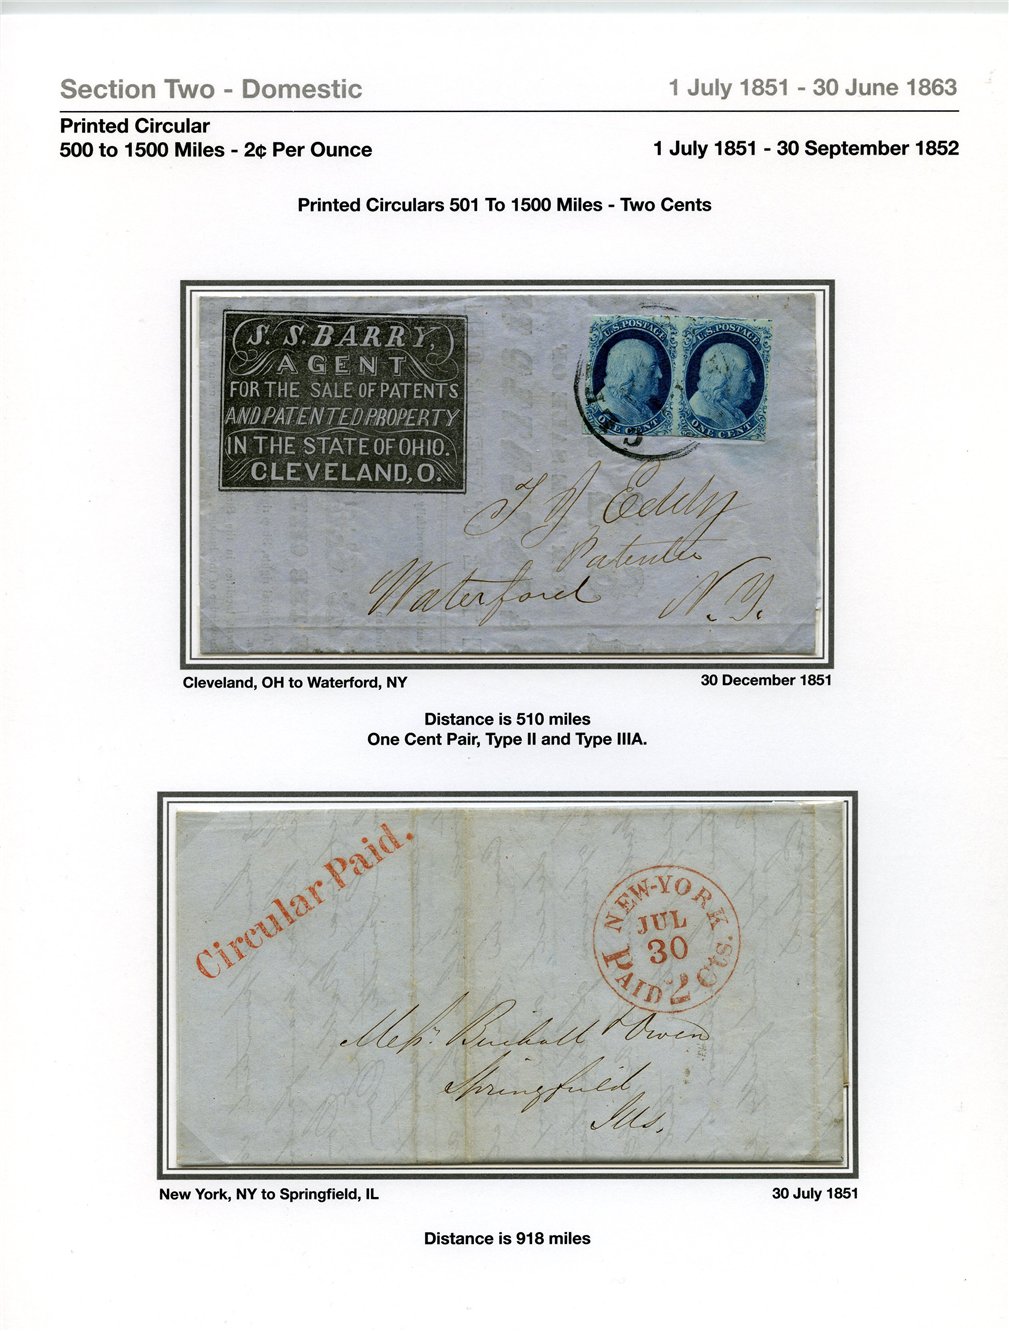 Section Two - Domestic
1 July 1851 - 30 June 1863
Printed Circular
500 to 1500 Miles - 2¢ Per Ounce
1 July 1851 - 30 September 1852
Printed Circulars 501 To 1500 Miles - Two Cents
S. S. BARRY,
AGENT
FOR THE SALE OF PATENTS
AND PATENTED PROPERTY
IN THE STATE OF OHIO.
CLEVELAND, O.
U.S. POSTAGE
ONE CENT
U.S. POSTAGE
ONE CENT
T J Eddy
Patentee
Waterford N.Y.
Cleveland, OH to Waterford, NY
30 December 1851
Distance is 510 miles
One Cent Pair, Type II and Type IIIA.
Circular Paid.
NEW-YORK
JUL
30
PAID 2 Cts.
Messr. Birchall & Owen
Springfield
Ills.
New York, NY to Springfield, IL
30 July 1851
Distance is 918 miles